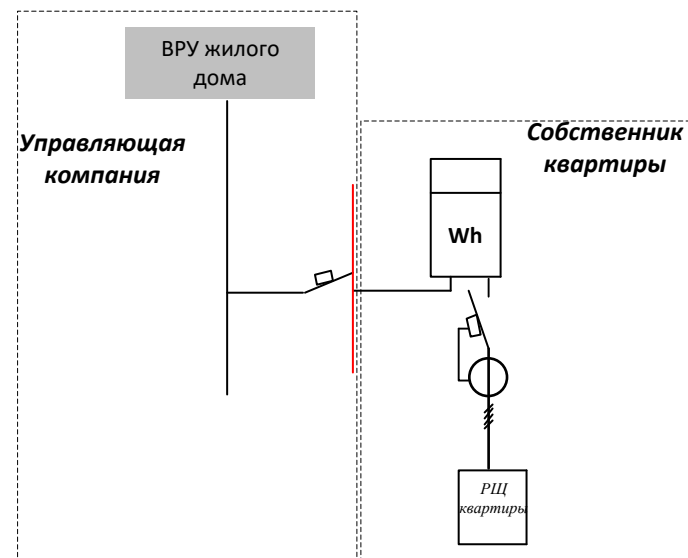 ВРУ жилого
дома
Управляющая
компания
Собственник
квартиры
Wh
РЩ
квартиры